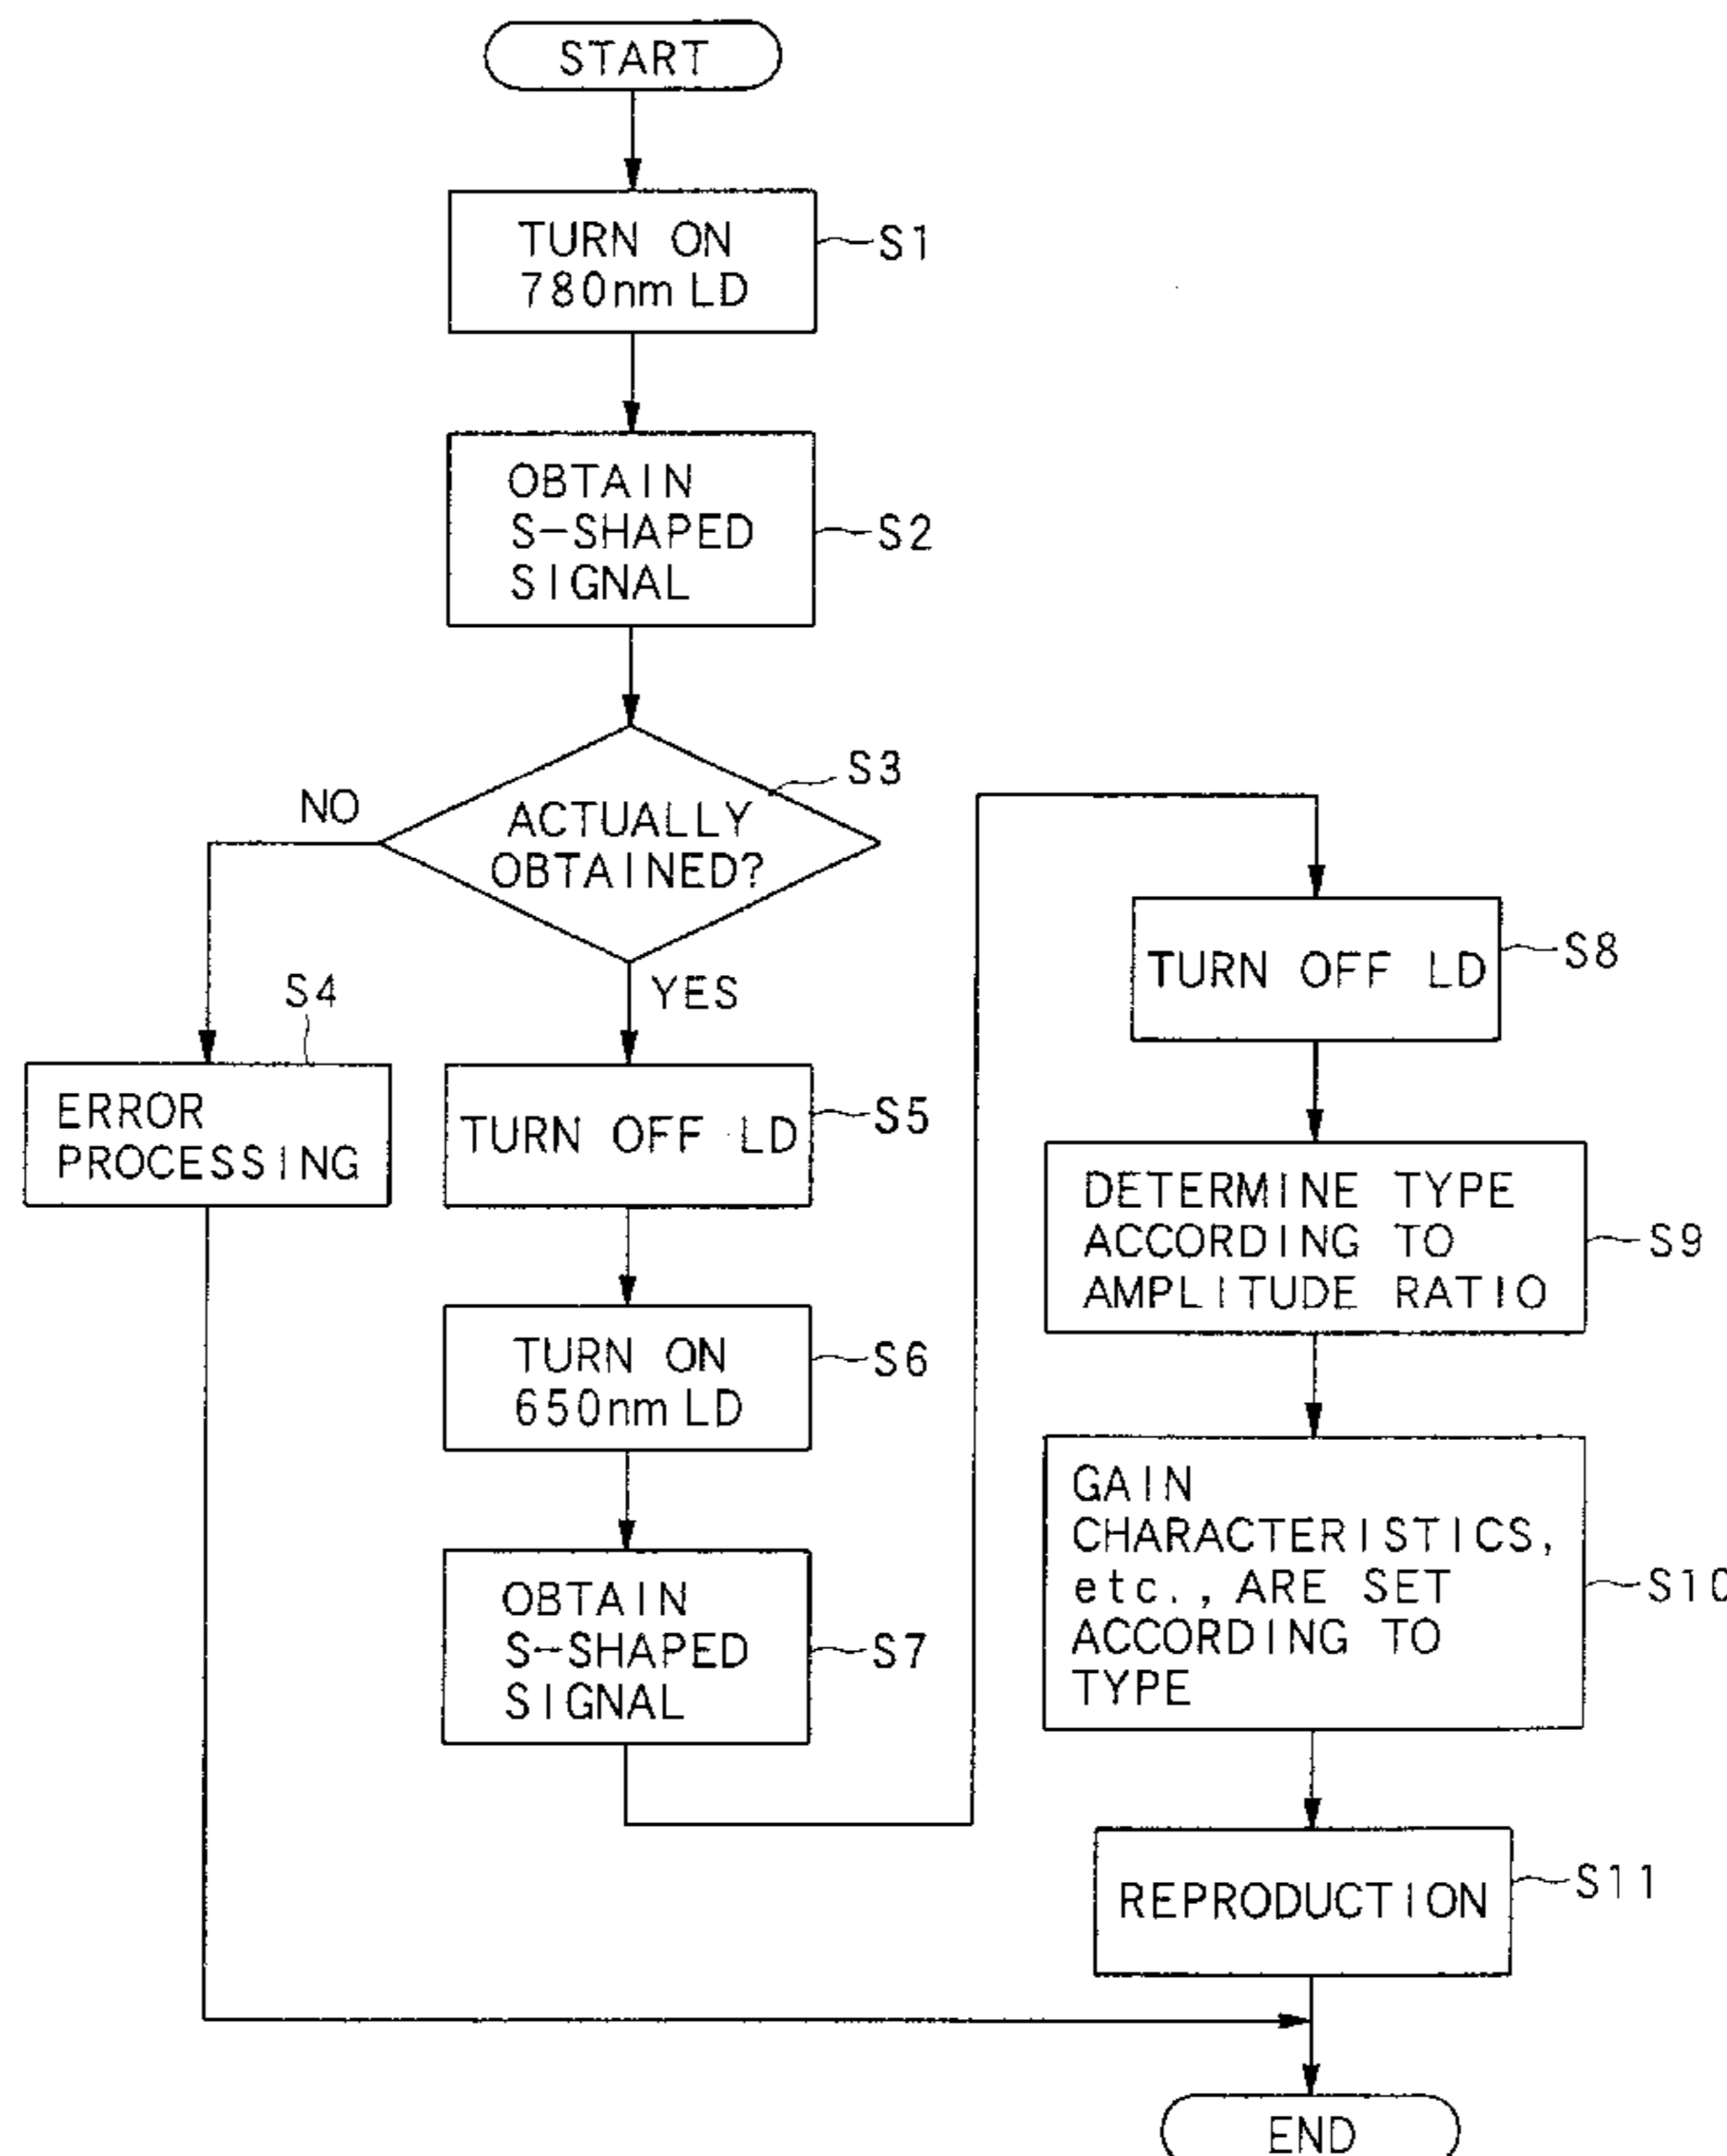 START
TURN ON
780nm LD
S1
OBTAIN
S-SHAPED
SIGNAL
S2
S3
ACTUALLY
OBTAINED?
NO
YES
S4
ERROR
PROCESSING
TURN OFF LD
S5
TURN ON
650nm LD
S6
OBTAIN
S-SHAPED
SIGNAL
S7
TURN OFF LD
S8
DETERMINE TYPE
ACCORDING TO
AMPLITUDE RATIO
S9
GAIN
CHARACTERISTICS,
etc., ARE SET
ACCORDING TO
TYPE
S10
REPRODUCTION
S11
END